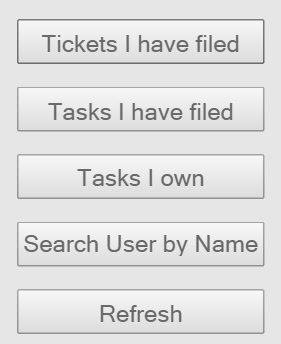 Tickets I have filed
Tasks I have filed
Tasks I own
Search User by Name
Refresh